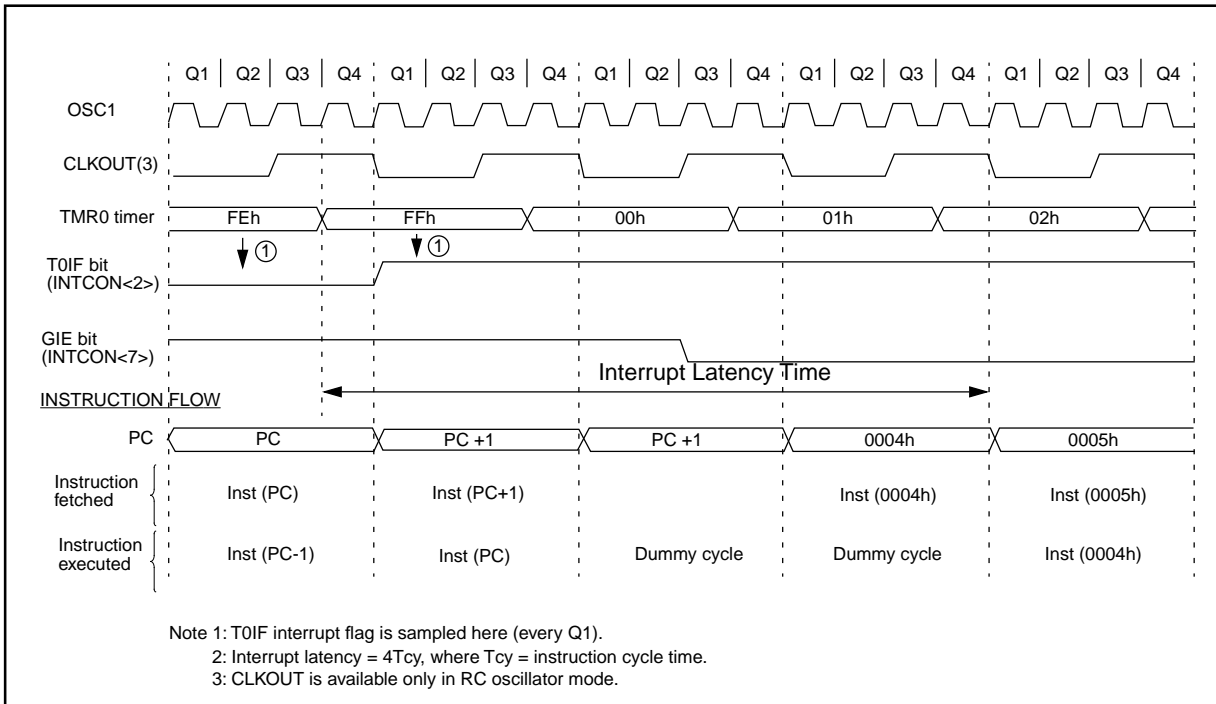 Q1 Q2 Q3 Q4 Q1 Q2 Q3 Q4 Q1 Q2 Q3 Q4 Q1 Q2 Q3 Q4 Q1 Q2 Q3 Q4
OSC1
CLKOUT(3)
TMR0 timer FEh FFh 00h 01h 02h
1 1
T0IF bit
(INTCON<2>)
GIE bit
(INTCON<7>)
Interrupt Latency Time
INSTRUCTION FLOW
PC PC PC +1 PC +1 0004h 0005h
Instruction
fetched
Inst (PC) Inst (PC+1) Inst (0004h) Inst (0005h)
Instruction
executed
Inst (PC-1) Inst (PC) Dummy cycle Dummy cycle Inst (0004h)
Note 1: T0IF interrupt flag is sampled here (every Q1).
2: Interrupt latency = 4Tcy, where Tcy = instruction cycle time.
3: CLKOUT is available only in RC oscillator mode.